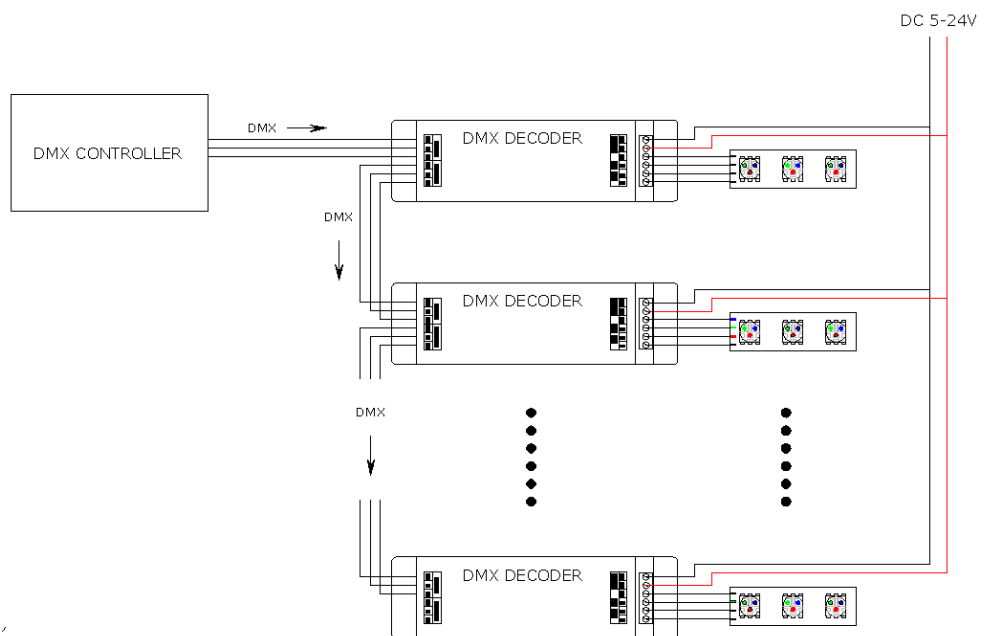 DC 5-24V
DMX
DMX CONTROLLER
DMX DECODER
DMX
DMX DECODER
DMX
DMX DECODER